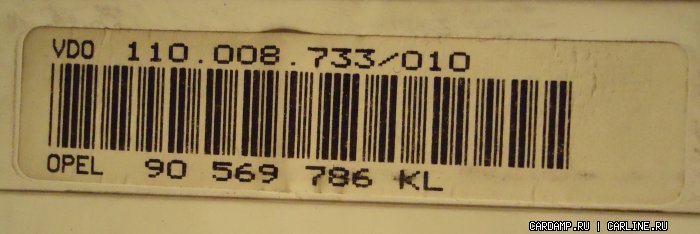 VDO 110.008.733/010
OPEL 90 569 786 KL
CARDAMP.RU | CARLINE.RU